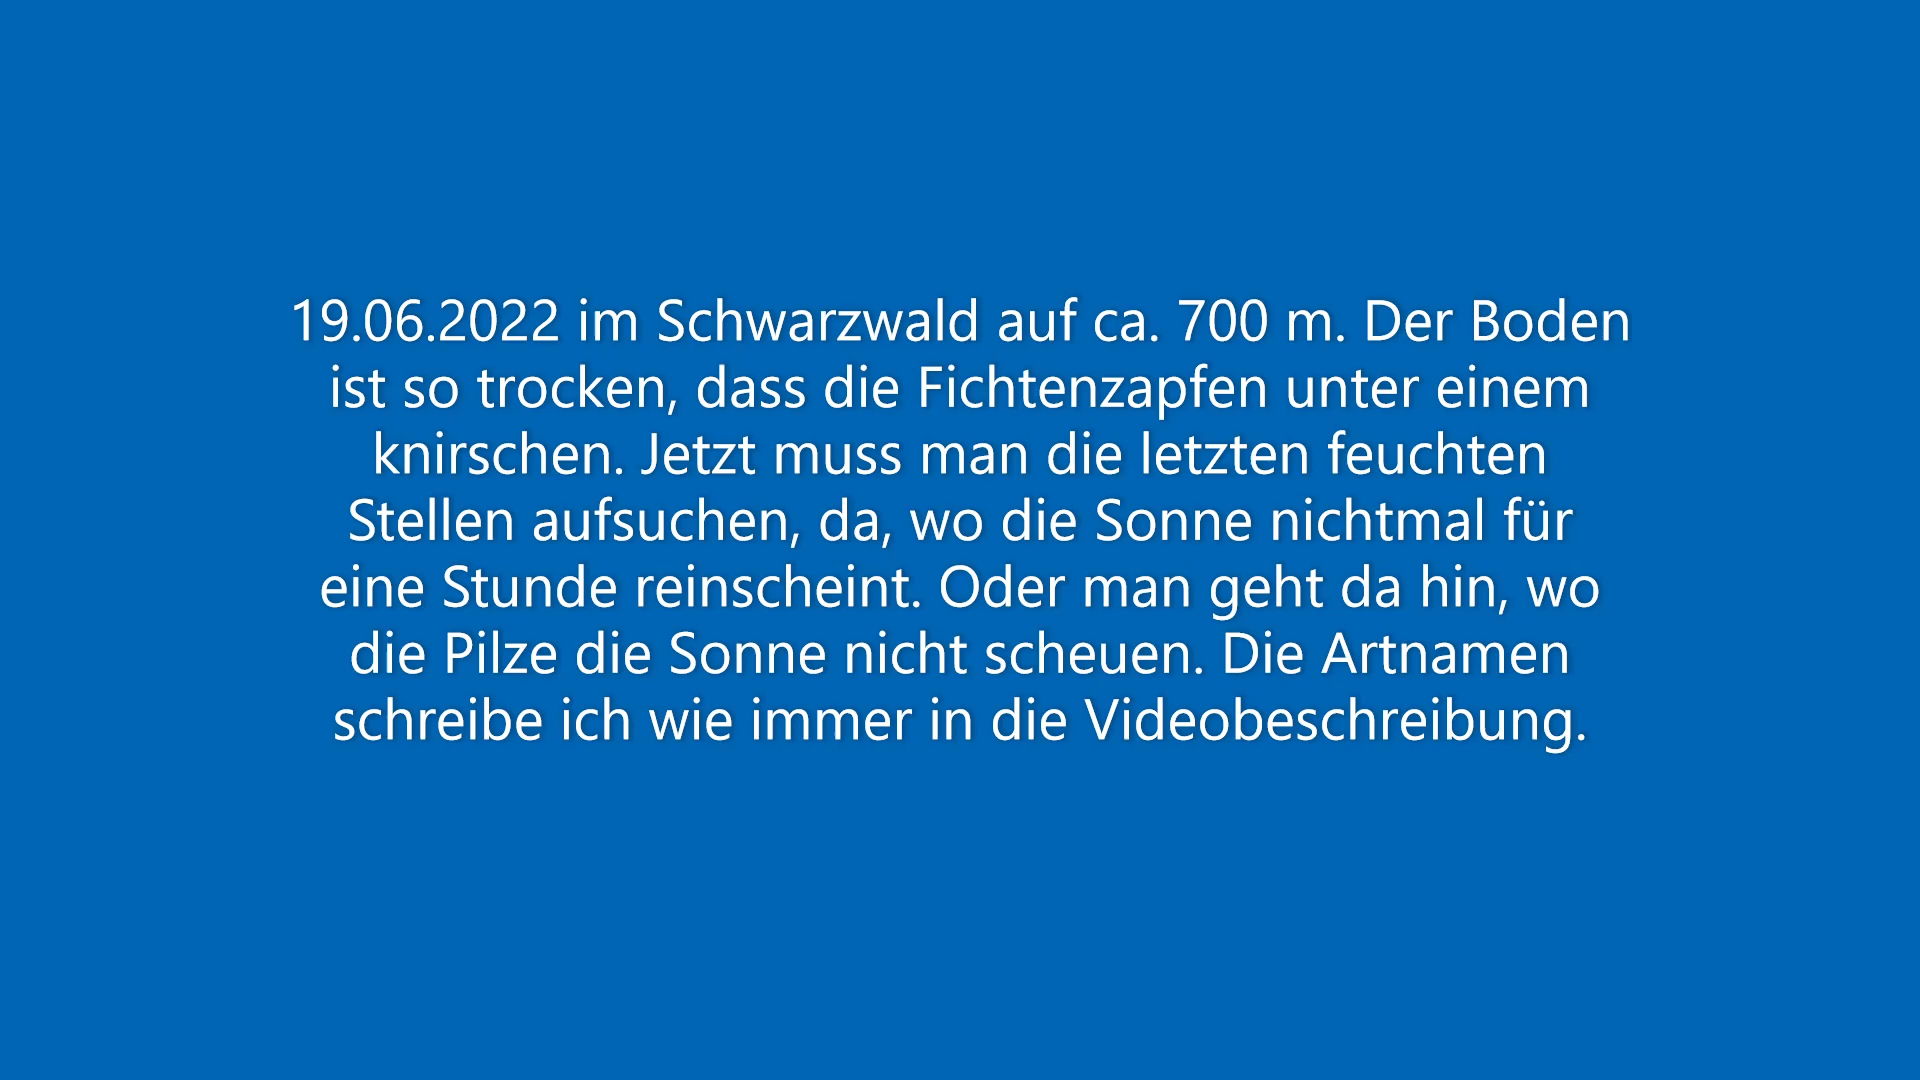 19.06.2022 im Schwarzwald auf ca. 700 m. Der Boden
ist so trocken, dass die Fichtenzapfen unter einem
knirschen. Jetzt muss man die letzten feuchten
Stellen aufsuchen, da, wo die Sonne nichtmal für
eine Stunde reinscheint. Oder man geht da hin, wo
die Pilze die Sonne nicht scheuen. Die Artnamen
schreibe ich wie immer in die Videobeschreibung.